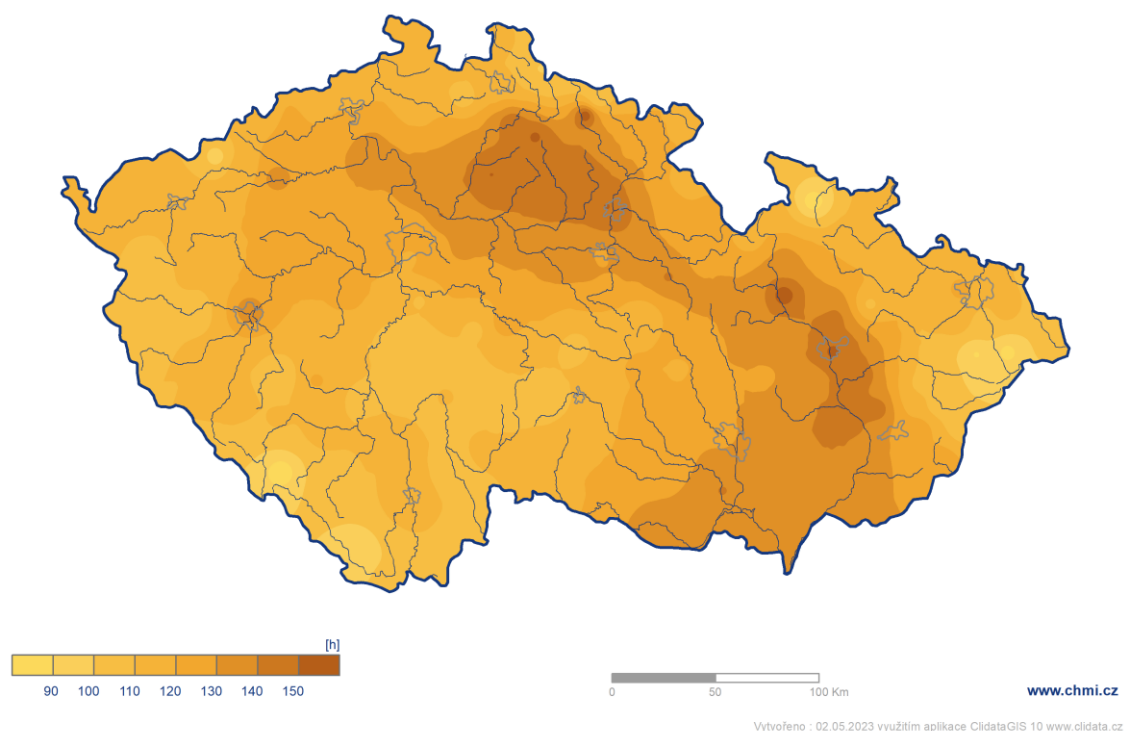 [h]
90 100 110 120 130 140 150
0 50 100 Km
www.chmi.cz
Vytvořeno : 02.05.2023 využitím aplikace ClidataGIS 10 www.clidata.cz